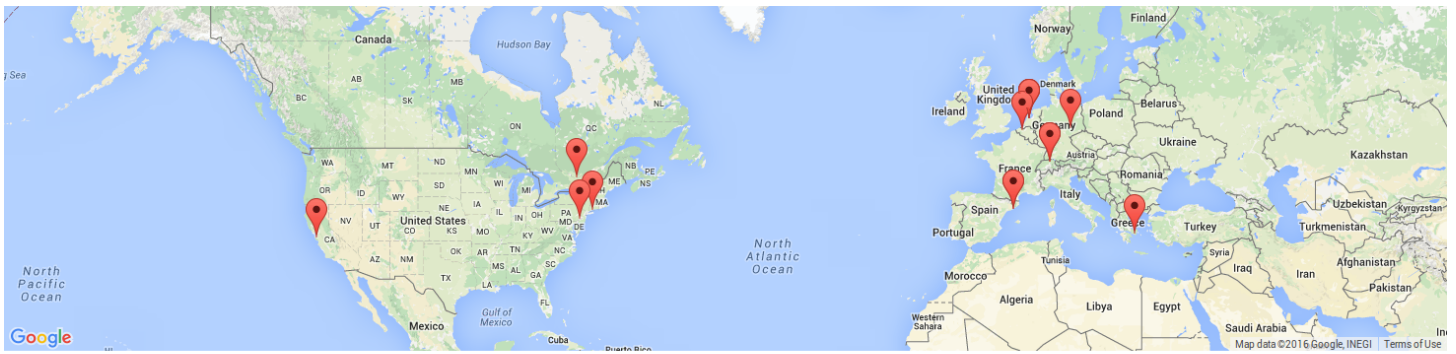 Finland
Norway
Canada
Hudson Bay
g Sea
AB
MB
SK
BC
NL
ON
QC
Denmark
United
Kingdom
Ireland
Germany
Poland
Belarus
Ukraine
Kazakhstan
Austria
France
Romania
Italy
Spain
Portugal
Greece
Turkey
Uzbekistan
Kyrgyzstan
Turkmenistan
Syria
Iraq
Iran
Afghanistan
Pakistan
Tunisia
Morocco
Algeria
Libya
Egypt
Western
Sahara
Saudi Arabia
WA
MT
ND
MN
OR
ID
SD
WI
MI
WY
NB
PE
NS
ME
MA
NV
UT
NE
IA
IL
IN
OH
PA
MD
DE
United States
CA
CO
KS
MO
KY
WV
VA
AZ
NM
OK
AR
TN
NC
SC
MS
AL
GA
TX
LA
FL
North
Pacific
Ocean
North
Atlantic
Ocean
Gulf of
Mexico
Mexico
Cuba
Puerto Rico
Google
Map data ©2016 Google, INEGI
Terms of Use